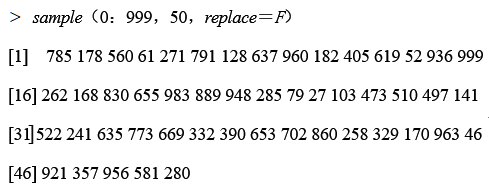 > sample（0：999，50，replace＝F）
[1] 785 178 560 61 271 791 128 637 960 182 405 619 52 936 999
[16] 262 168 830 655 983 889 948 285 79 27 103 473 510 497 141
[31]522 241 635 773 669 332 390 653 702 860 258 329 170 963 46
[46] 921 357 956 581 280